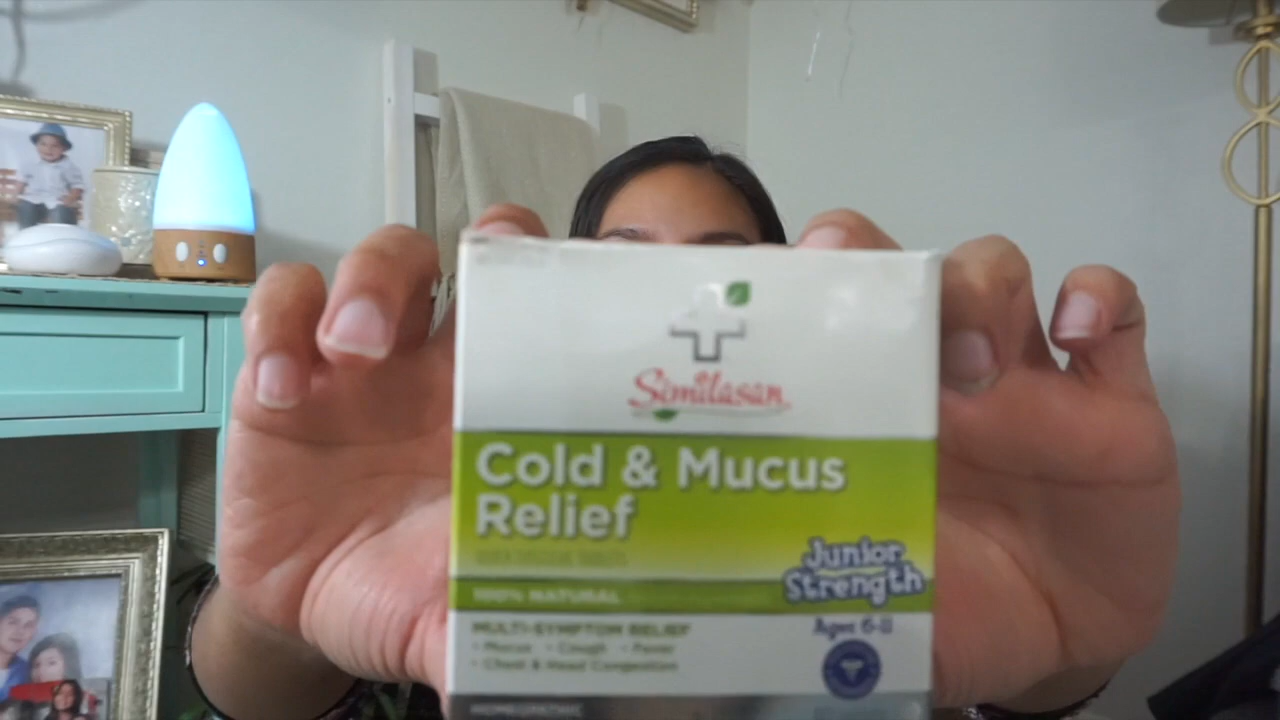 Similasan
Cold & Mucus
Relief
100% NATURAL
Junior
Strength
MULTI-SYMPTOM RELIEF
Ages 6-11
• Mucus • Cough • Fever
• Chest & Head Congestion
HOMEOPATHIC